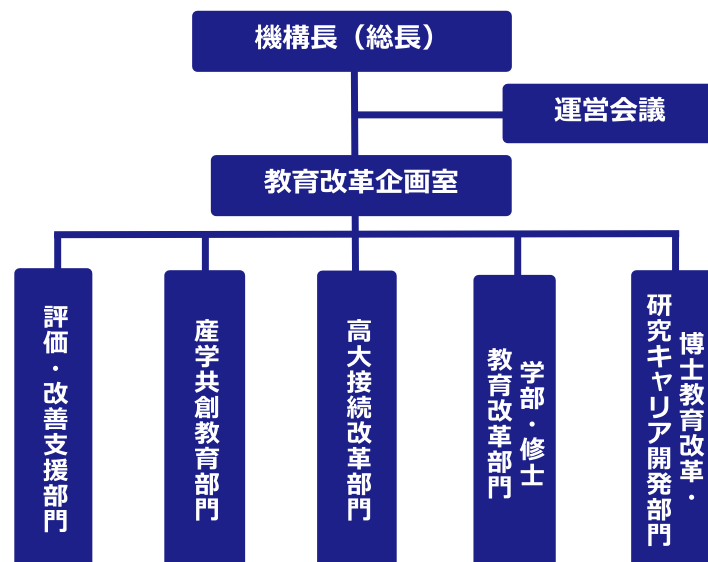 機構長（総長）
運営会議
教育改革企画室
評価・改善支援部門
産学共創教育部門
高大接続改革部門
学部・修士
教育改革部門
博士教育改革・
研究キャリア開発部門